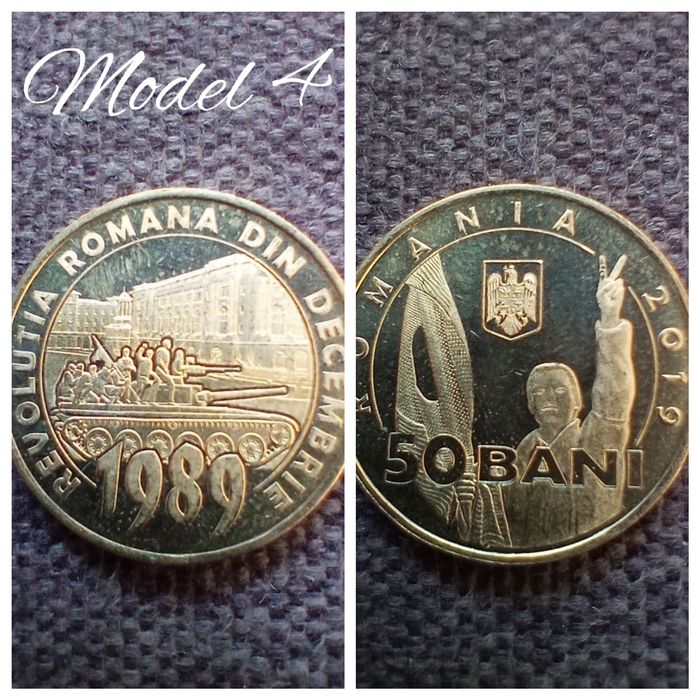 Model 4
REVOLUTIA ROMANA DIN DECEMBRIE
1989
ROMANIA 2019
50 BANI